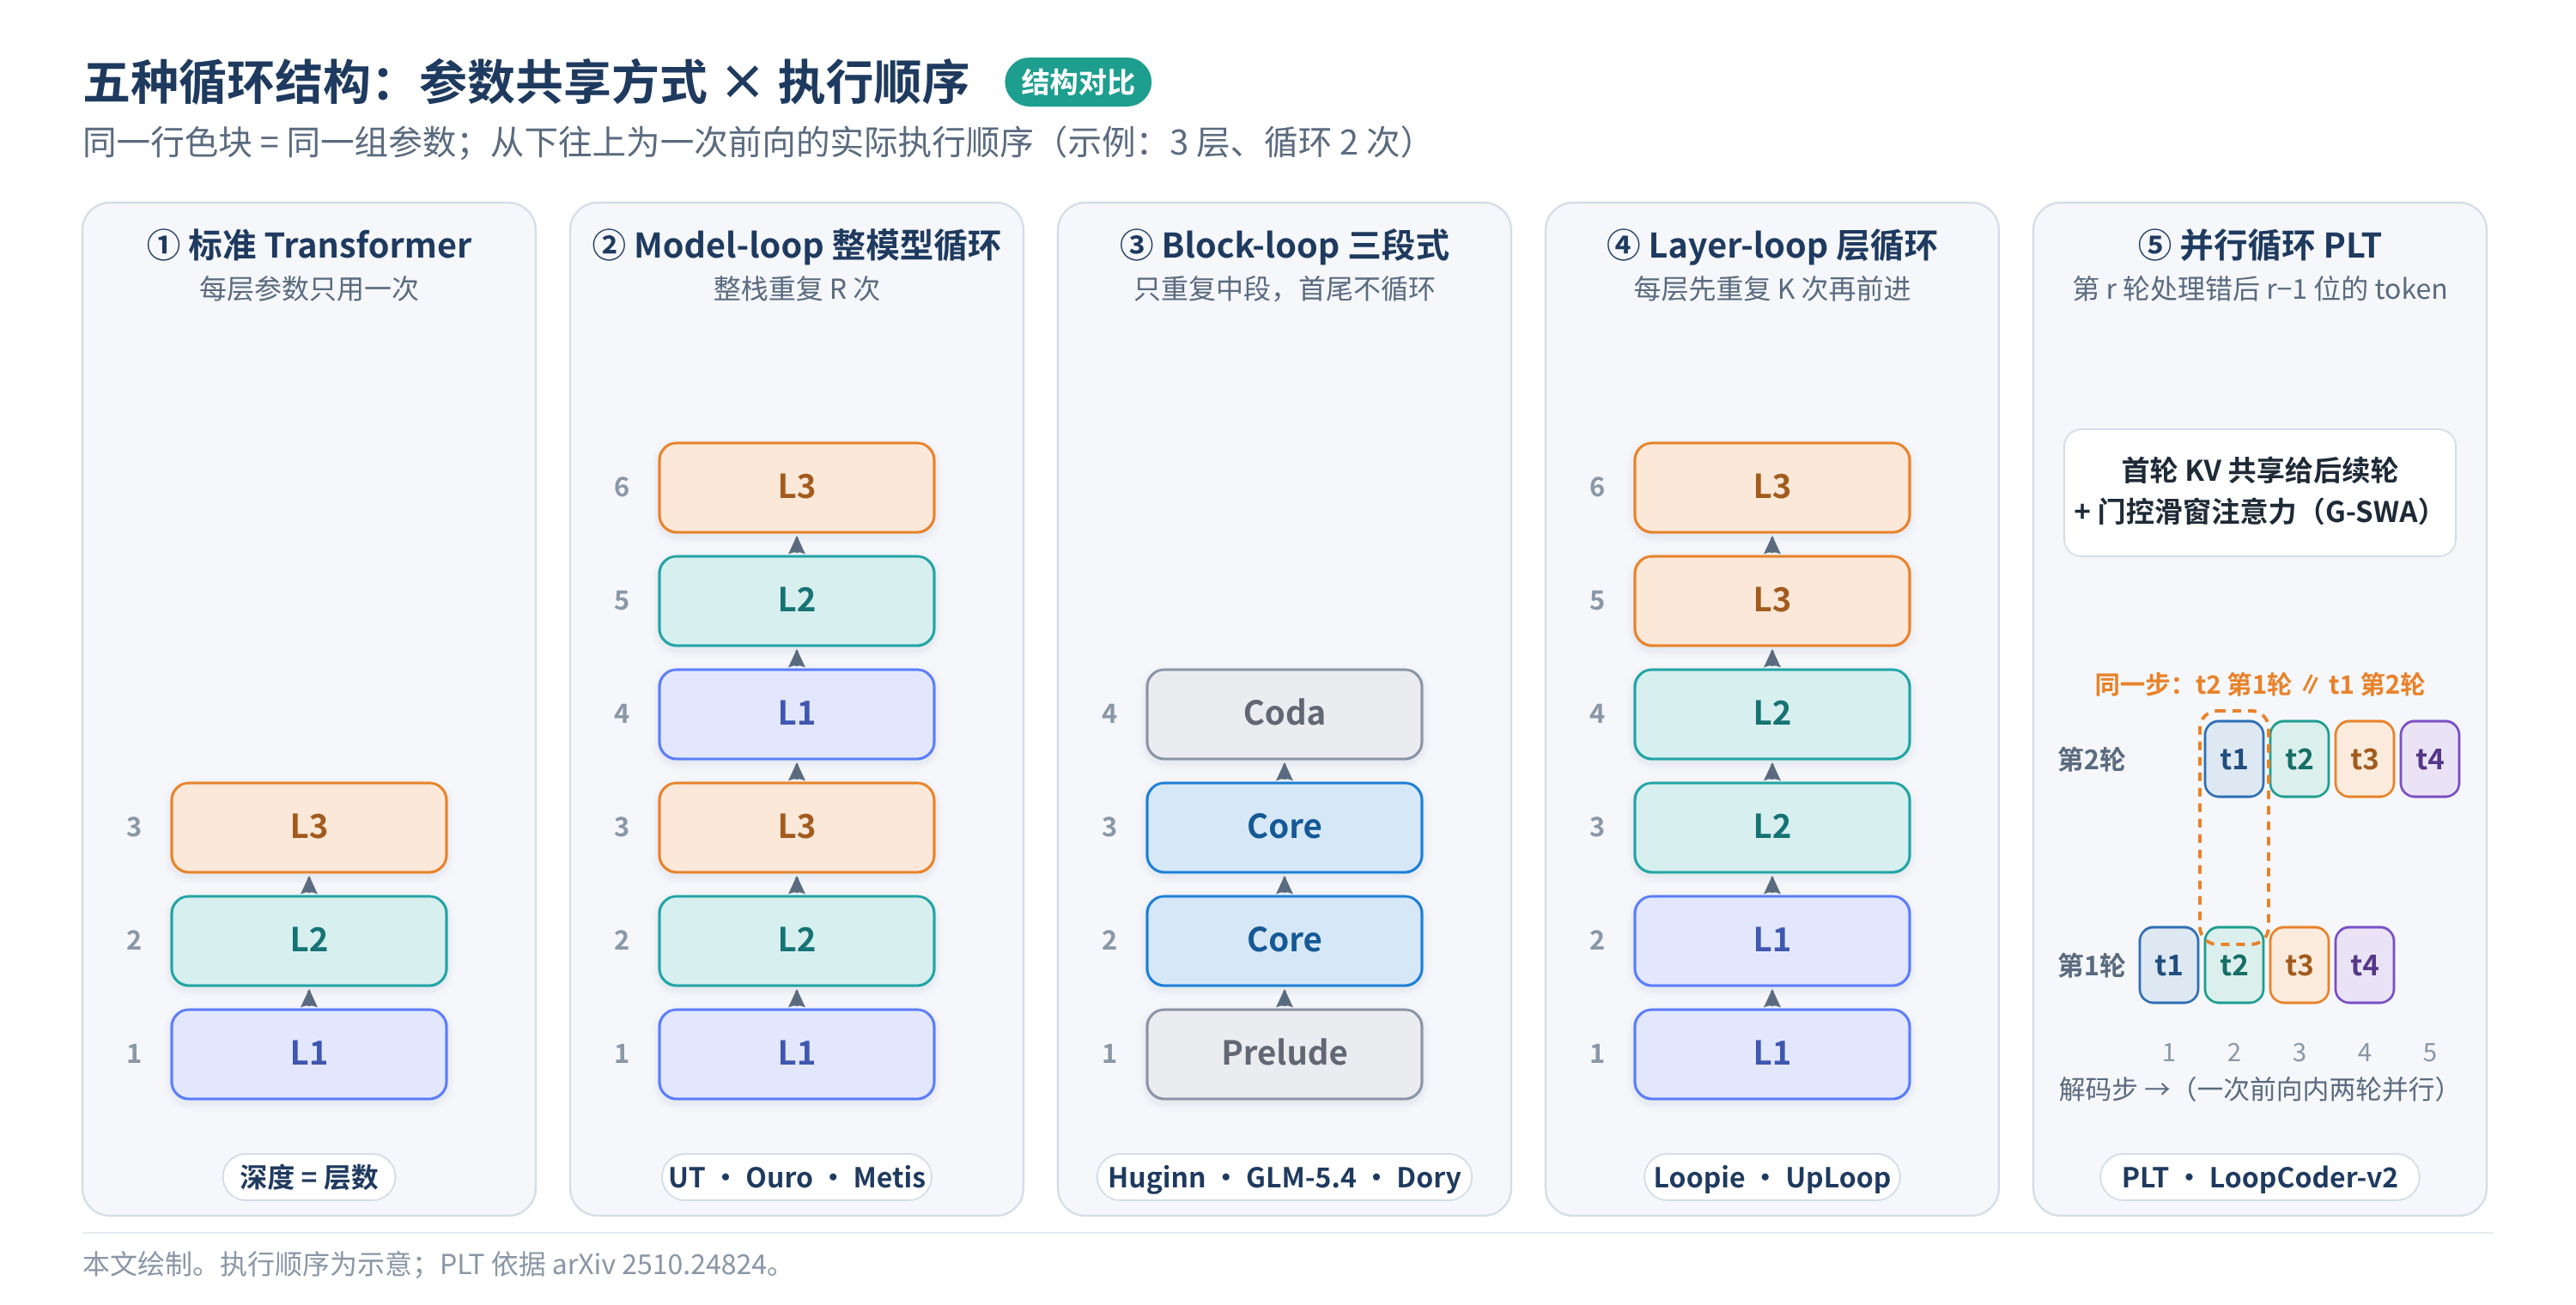 五种循环结构：参数共享方式 × 执行顺序
结构对比
同一行色块 = 同一组参数；从下往上为一次前向的实际执行顺序（示例：3 层、循环 2 次）
① 标准 Transformer
每层参数只用一次
3 L3
2 L2
1 L1
深度 = 层数
② Model-loop 整模型循环
整栈重复 R 次
6 L3
5 L2
4 L1
3 L3
2 L2
1 L1
UT · Ouro · Metis
③ Block-loop 三段式
只重复中段，首尾不循环
4 Coda
3 Core
2 Core
1 Prelude
Huginn · GLM-5.4 · Dory
④ Layer-loop 层循环
每层先重复 K 次再前进
6 L3
5 L3
4 L2
3 L2
2 L1
1 L1
Loopie · UpLoop
⑤ 并行循环 PLT
第 r 轮处理错后 r−1 位的 token
首轮 KV 共享给后续轮
+ 门控滑窗注意力（G-SWA）
同一步：t2 第1轮 ∥ t1 第2轮
第2轮 t1 t2 t3 t4
第1轮 t1 t2 t3 t4
1 2 3 4 5
解码步 →（一次前向内两轮并行）
PLT · LoopCoder-v2
本文绘制。执行顺序为示意；PLT 依据 arXiv 2510.24824。